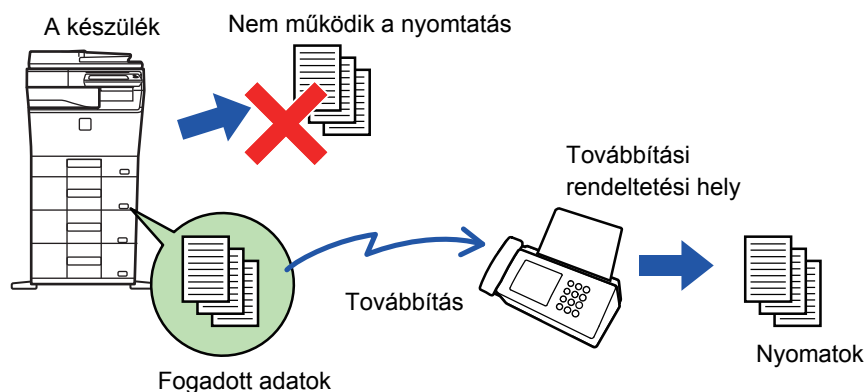 A készülék
Nem működik a nyomtatás
Továbbítási
rendeltetési hely
Továbbítás
Nyomatok
Fogadott adatok